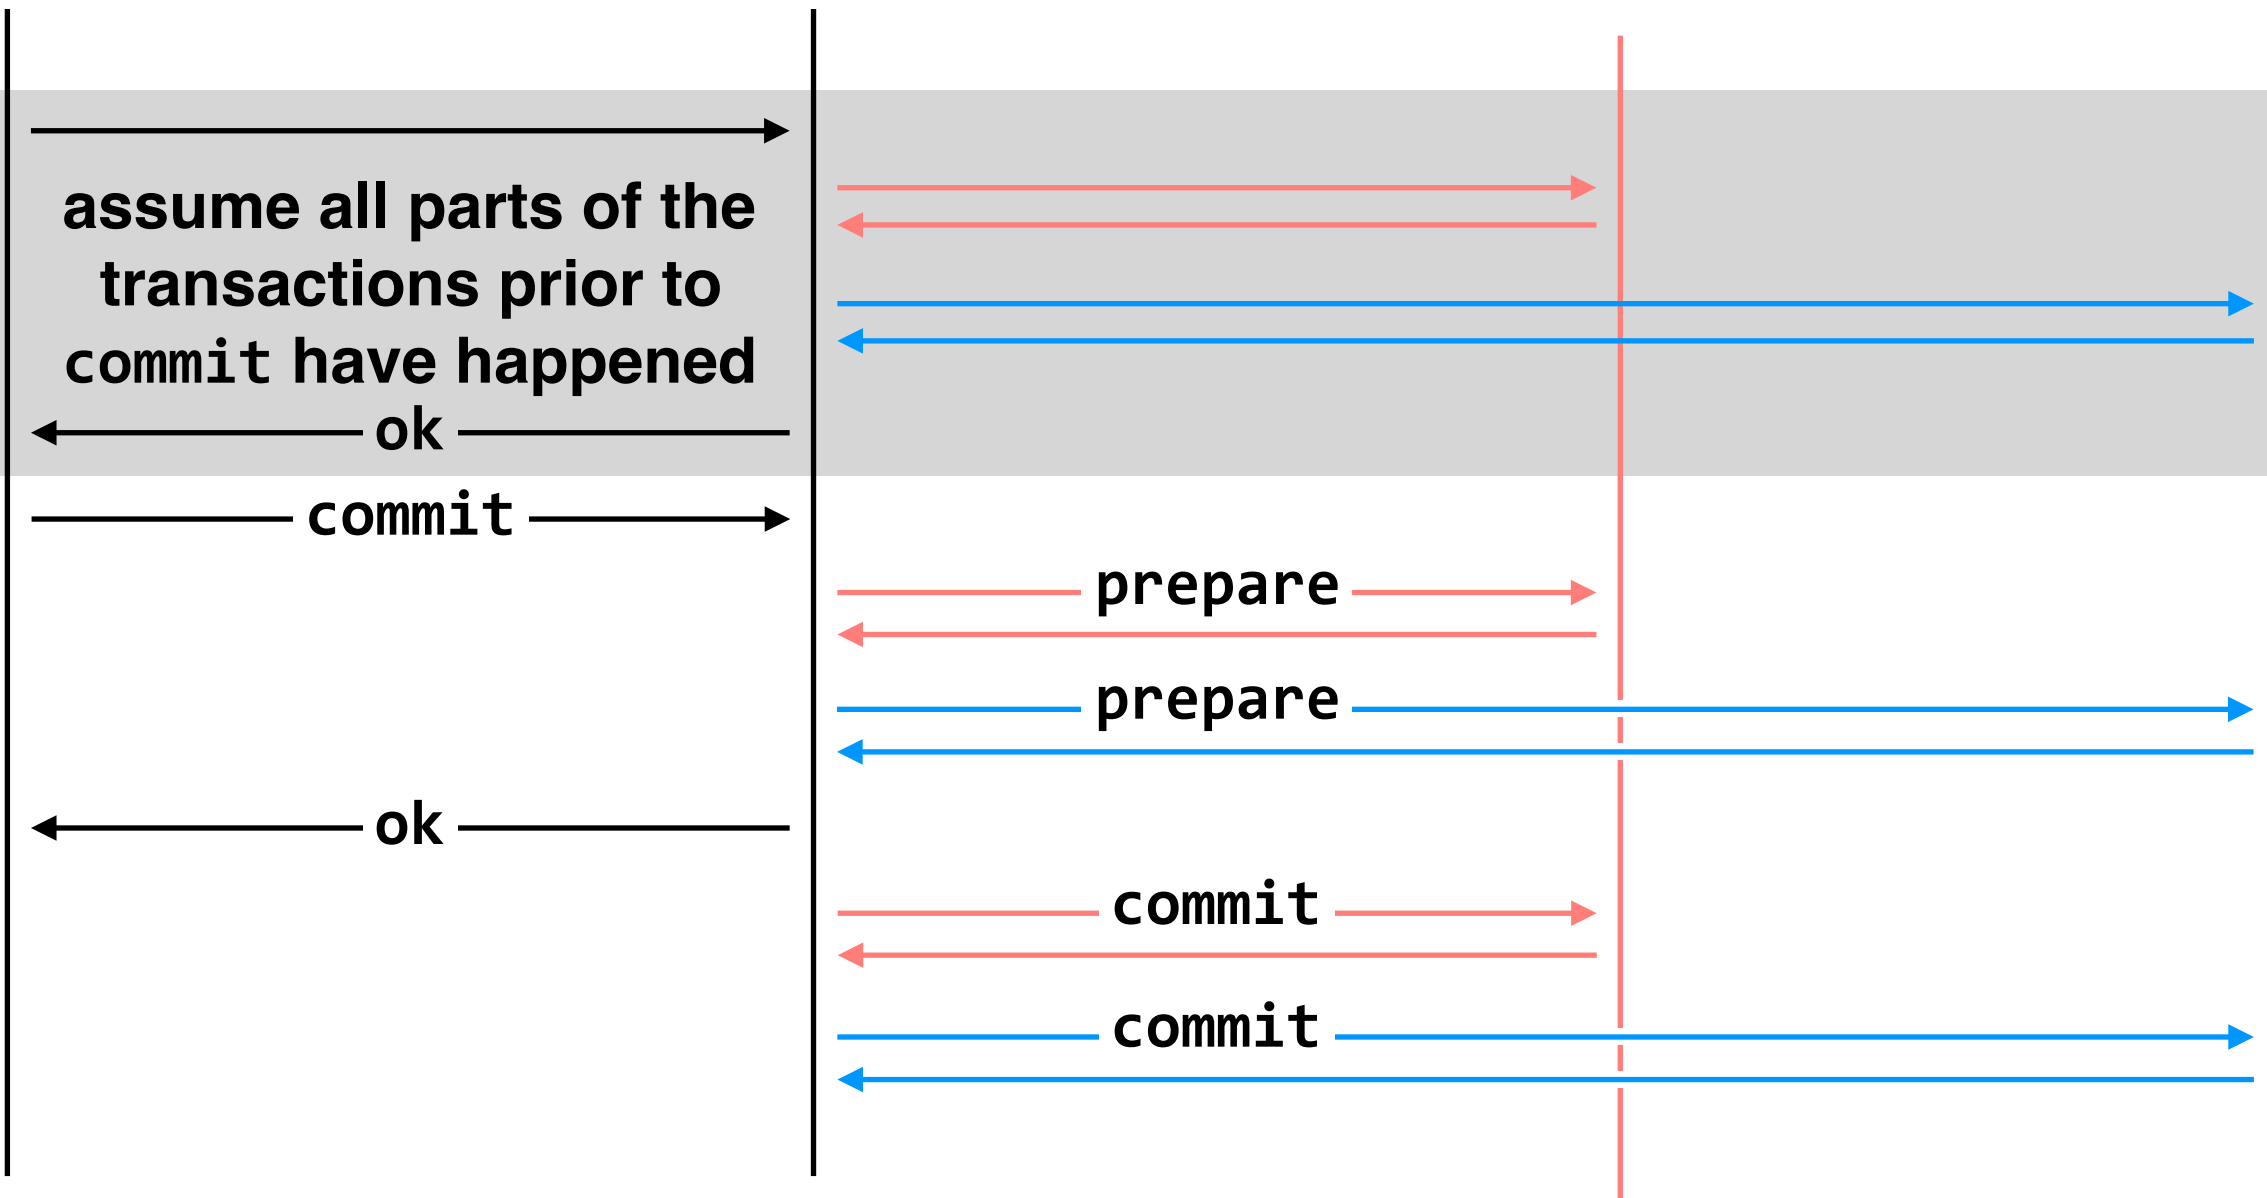 assume all parts of the
transactions prior to
commit have happened
ok
commit
prepare
prepare
ok
commit
commit